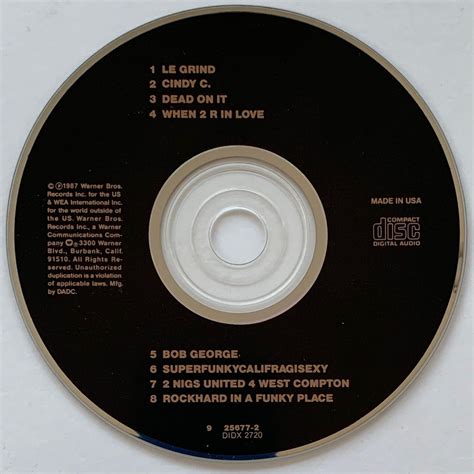 1 LE GRIND
2 CINDY C.
3 DEAD ON IT
4 WHEN 2 R IN LOVE
© ℗1987 Warner Bros.
Records Inc. for the US
& WEA International Inc.
for the world outside of
the US. Warner Bros.
Records Inc., a Warner
Communications Com-
pany ®3300 Warner
Blvd., Burbank, Calif.
91510. All Rights Re-
served. Unauthorized
duplication is a violation
of applicable laws. Mfg.
by DADC.
MADE IN USA
COMPACT
disc
DIGITAL AUDIO
5 BOB GEORGE
6 SUPERFUNKYCALIFRAGISEXY
7 2 NIGS UNITED 4 WEST COMPTON
8 ROCKHARD IN A FUNKY PLACE
9 25677-2
DIDX 2720